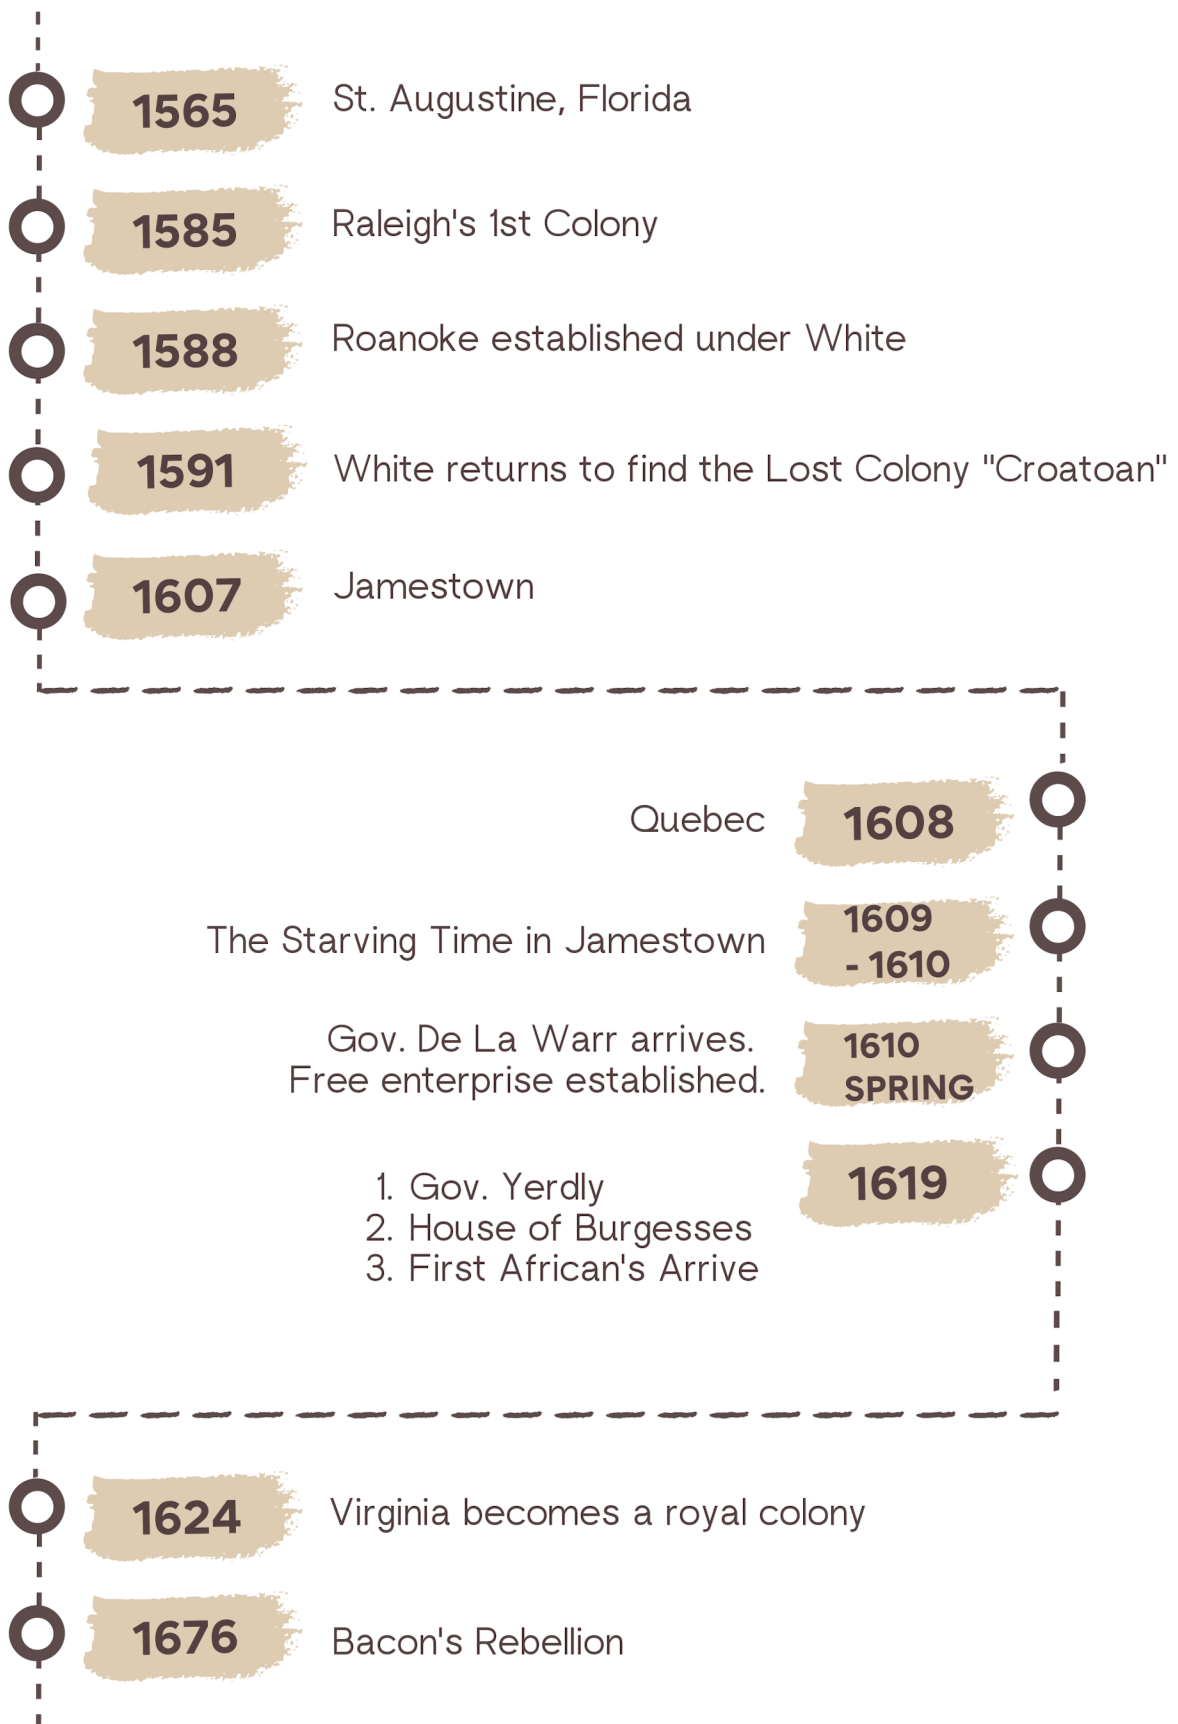 1565
St. Augustine, Florida
1585
Raleigh's 1st Colony
1588
Roanoke established under White
1591
White returns to find the Lost Colony "Croatoan"
1607
Jamestown
Quebec
1608
The Starving Time in Jamestown
1609
- 1610
Gov. De La Warr arrives.
Free enterprise established.
1610
SPRING
1619
1. Gov. Yerdly
2. House of Burgesses
3. First African's Arrive
1624
Virginia becomes a royal colony
1676
Bacon's Rebellion